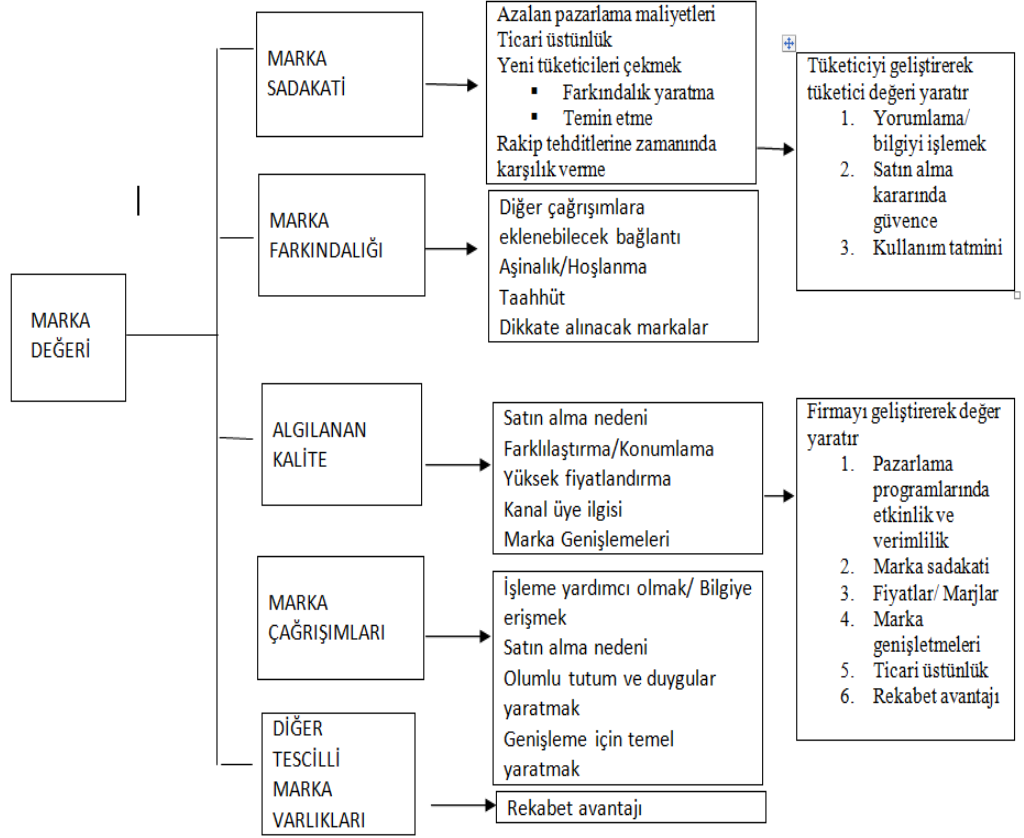 MARKA
DEĞERİ
MARKA
SADAKATİ
Azalan pazarlama maliyetleri
Ticari üstünlük
Yeni tüketicileri çekmek
▪ Farkındalık yaratma
▪ Temin etme
Rakip tehditlerine zamanında
karşılık verme
MARKA
FARKINDALIĞI
Diğer çağrışımlara
eklenebilecek bağlantı
Aşinalık/Hoşlanma
Taahhüt
Dikkate alınacak markalar
ALGILANAN
KALİTE
Satın alma nedeni
Farklılaştırma/Konumlama
Yüksek fiyatlandırma
Kanal üye ilgisi
Marka Genişlemeleri
MARKA
ÇAĞRIŞIMLARI
İşleme yardımcı olmak/ Bilgiye
erişmek
Satın alma nedeni
Olumlu tutum ve duygular
yaratmak
Genişleme için temel
yaratmak
DİĞER
TESCİLLİ
MARKA
VARLIKLARI
Rekabet avantajı
Tüketiciyi geliştirerek
tüketici değeri yaratır
1. Yorumlama/
bilgiyi işlemek
2. Satın alma
kararında
güvence
3. Kullanım tatmini
Firmayı geliştirerek değer
yaratır
1. Pazarlama
programlarında
etkinlik ve
verimlilik
2. Marka sadakati
3. Fiyatlar/ Marjlar
4. Marka
genişletmeleri
5. Ticari üstünlük
6. Rekabet avantajı